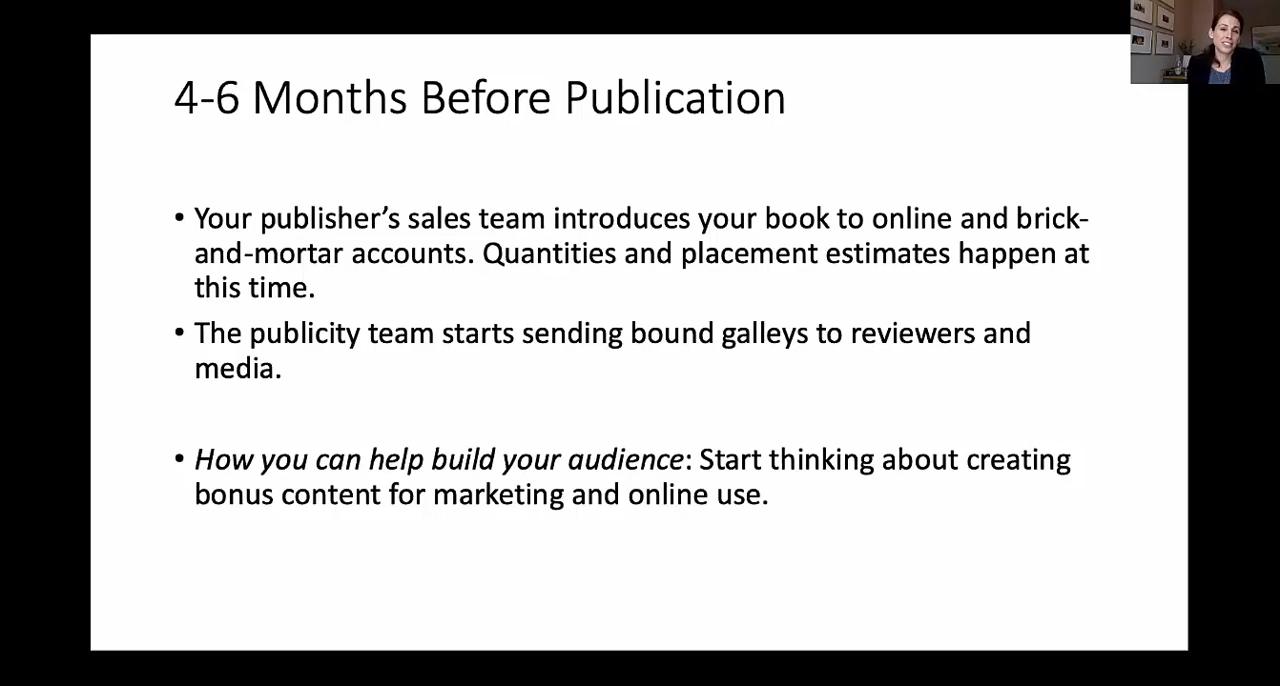 4-6 Months Before Publication
• Your publisher’s sales team introduces your book to online and brick-
and-mortar accounts. Quantities and placement estimates happen at
this time.
• The publicity team starts sending bound galleys to reviewers and
media.
• How you can help build your audience: Start thinking about creating
bonus content for marketing and online use.